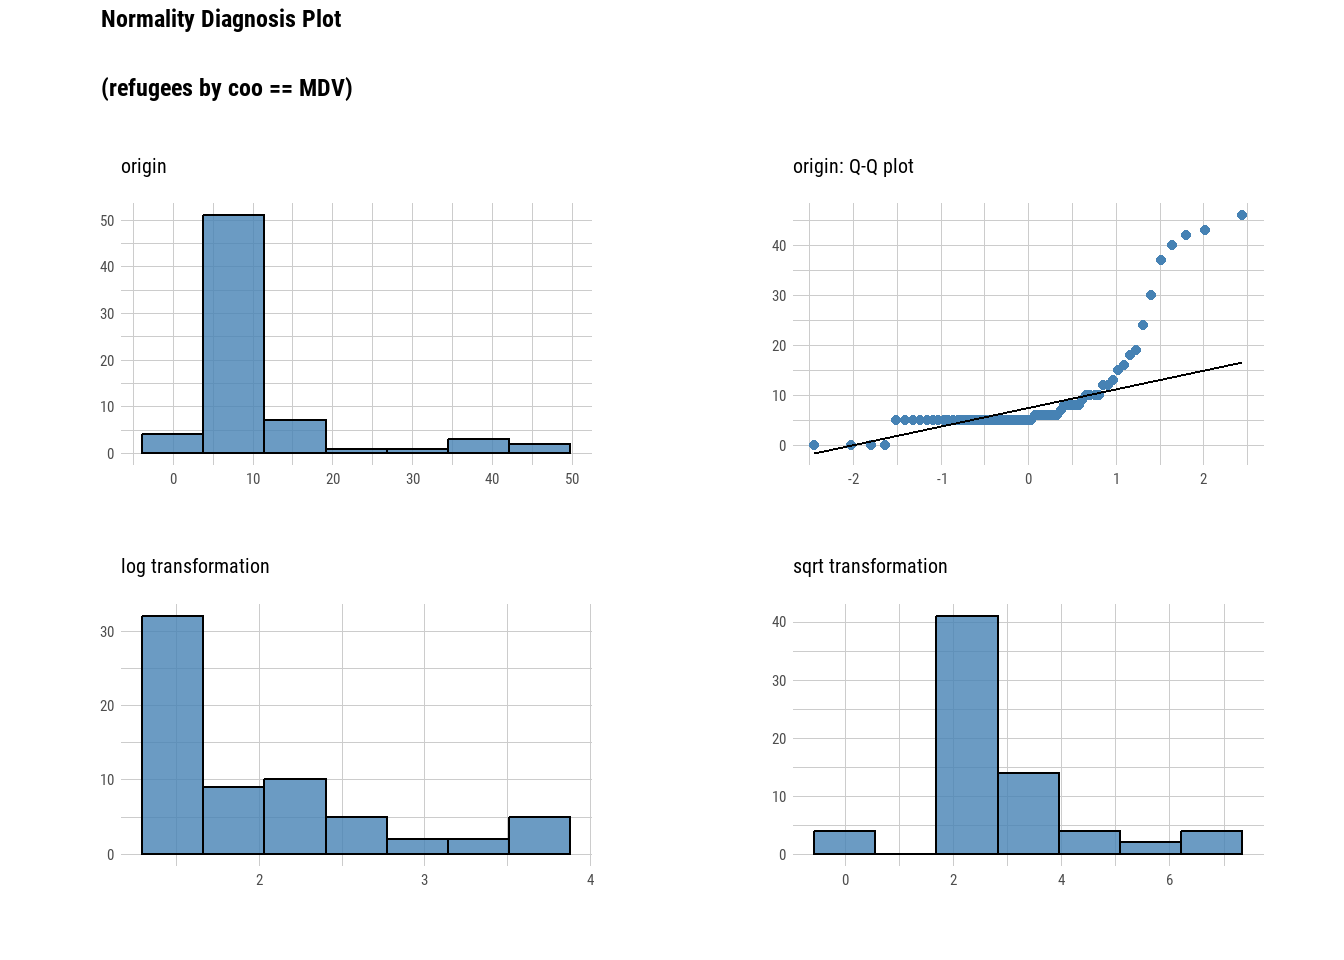 Normality Diagnosis Plot
(refugees by coo == MDV)
origin
50
40
30
20
10
0
0 10 20 30 40 50
origin: Q-Q plot
40
30
20
10
0
-2 -1 0 1 2
log transformation
30
20
10
0
2 3 4
sqrt transformation
40
30
20
10
0
0 2 4 6